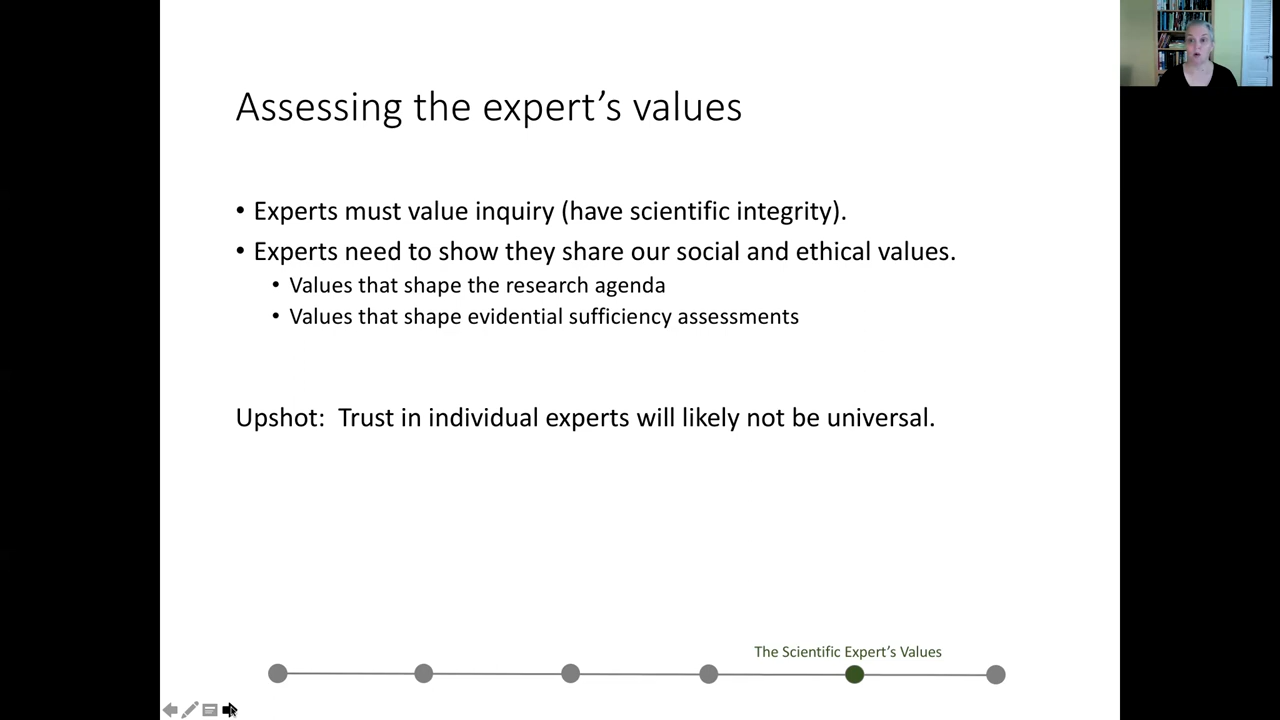 Assessing the expert’s values
• Experts must value inquiry (have scientific integrity).
• Experts need to show they share our social and ethical values.
• Values that shape the research agenda
• Values that shape evidential sufficiency assessments
Upshot:  Trust in individual experts will likely not be universal.
The Scientific Expert’s Values